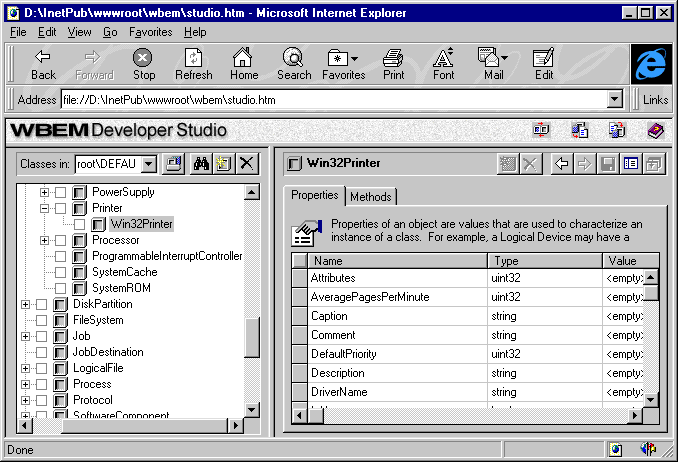 D:\InetPub\wwwroot\wbem\studio.htm - Microsoft Internet Explorer
File Edit View Go Favorites Help
Back Forward Stop Refresh Home Search Favorites Print Font Mail Edit
Address file://D:\InetPub\wwwroot\wbem\studio.htm Links
WBEM Developer Studio
Classes in: root\DEFAU
PowerSupply
Printer
Win32Printer
Processor
ProgrammableInterruptController
SystemCache
SystemROM
DiskPartition
FileSystem
Job
JobDestination
LogicalFile
Process
Protocol
SoftwareComponent
Win32Printer
Properties Methods
Properties of an object are values that are used to characterize an
instance of a class. For example, a Logical Device may have a
Name Type Value
Attributes uint32 <empty>
AveragePagesPerMinute uint32 <empty>
Caption string <empty>
Comment string <empty>
DefaultPriority uint32 <empty>
Description string <empty>
DriverName string <empty>
Done